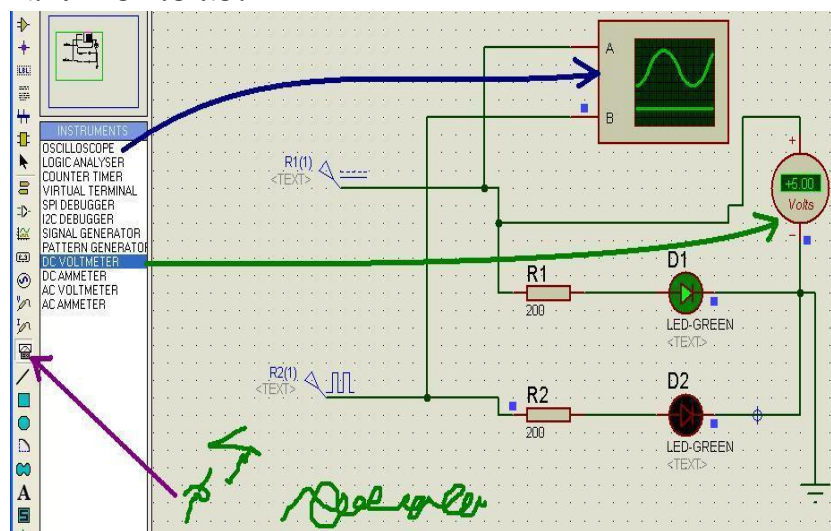 INSTRUMENTS
OSCILLOSCOPE
LOGIC ANALYSER
COUNTER TIMER
VIRTUAL TERMINAL
SPI DEBUGGER
I2C DEBUGGER
SIGNAL GENERATOR
PATTERN GENERATOR
DC VOLTMETER
DC AMMETER
AC VOLTMETER
AC AMMETER
A
B
R1(1)
<TEXT>
+
+5.00
Volts
−
R1
200
D1
LED-GREEN
<TEXT>
R2(1)
<TEXT>
R2
200
D2
LED-GREEN
<TEXT>
LBL
A
S